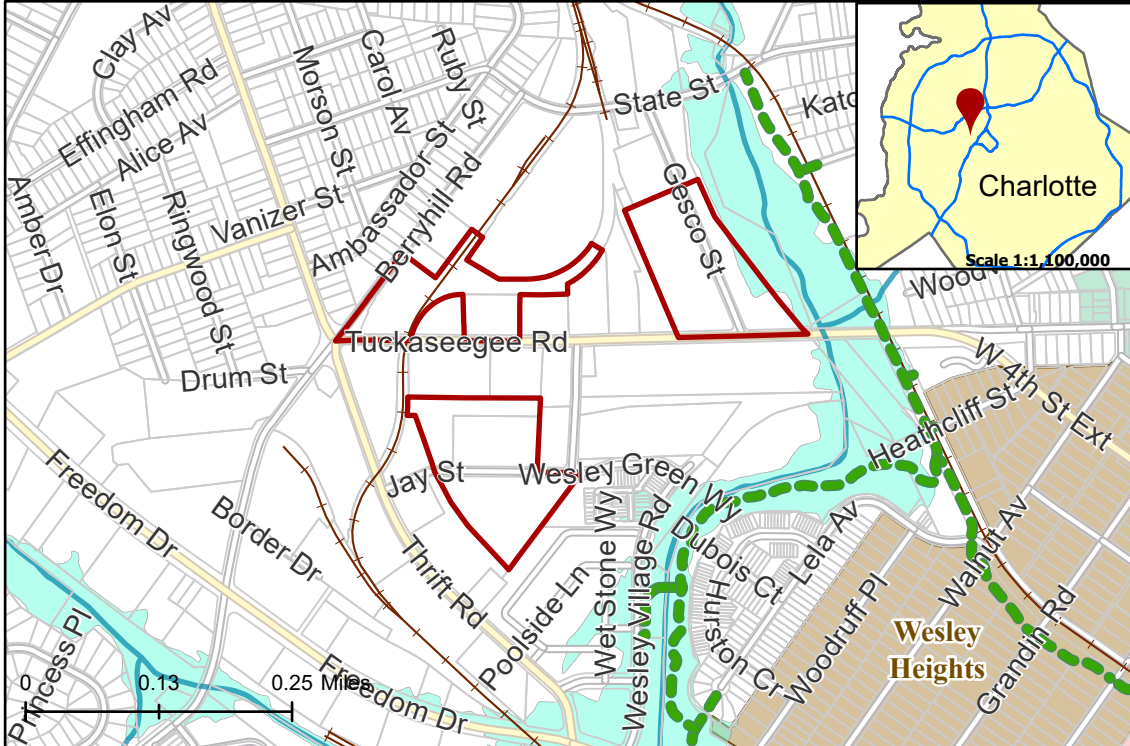 Clay Av
Effingham Rd
Alice Av
Amber Dr
Elon St
Ringwood St
Vanizer St
Morson St
Carol Av
Ruby St
Ambassador St
Berryhill Rd
State St
Gesco St
Charlotte
Scale 1:1,100,000
Tuckaseegee Rd
Drum St
W 4th St Ext
Heathcliff St
Jay St
Wesley Green Wy
Freedom Dr
Border Dr
Thrift Rd
Poolside Ln
Wet Stone Wy
Wesley Village Rd
Dubois Ct
Hurston Cr
Lela Av
Woodruff Pl
Walnut Av
Grandin Rd
Wesley
Heights
Princess Pl
Freedom Dr
0
0.13
0.25 Miles